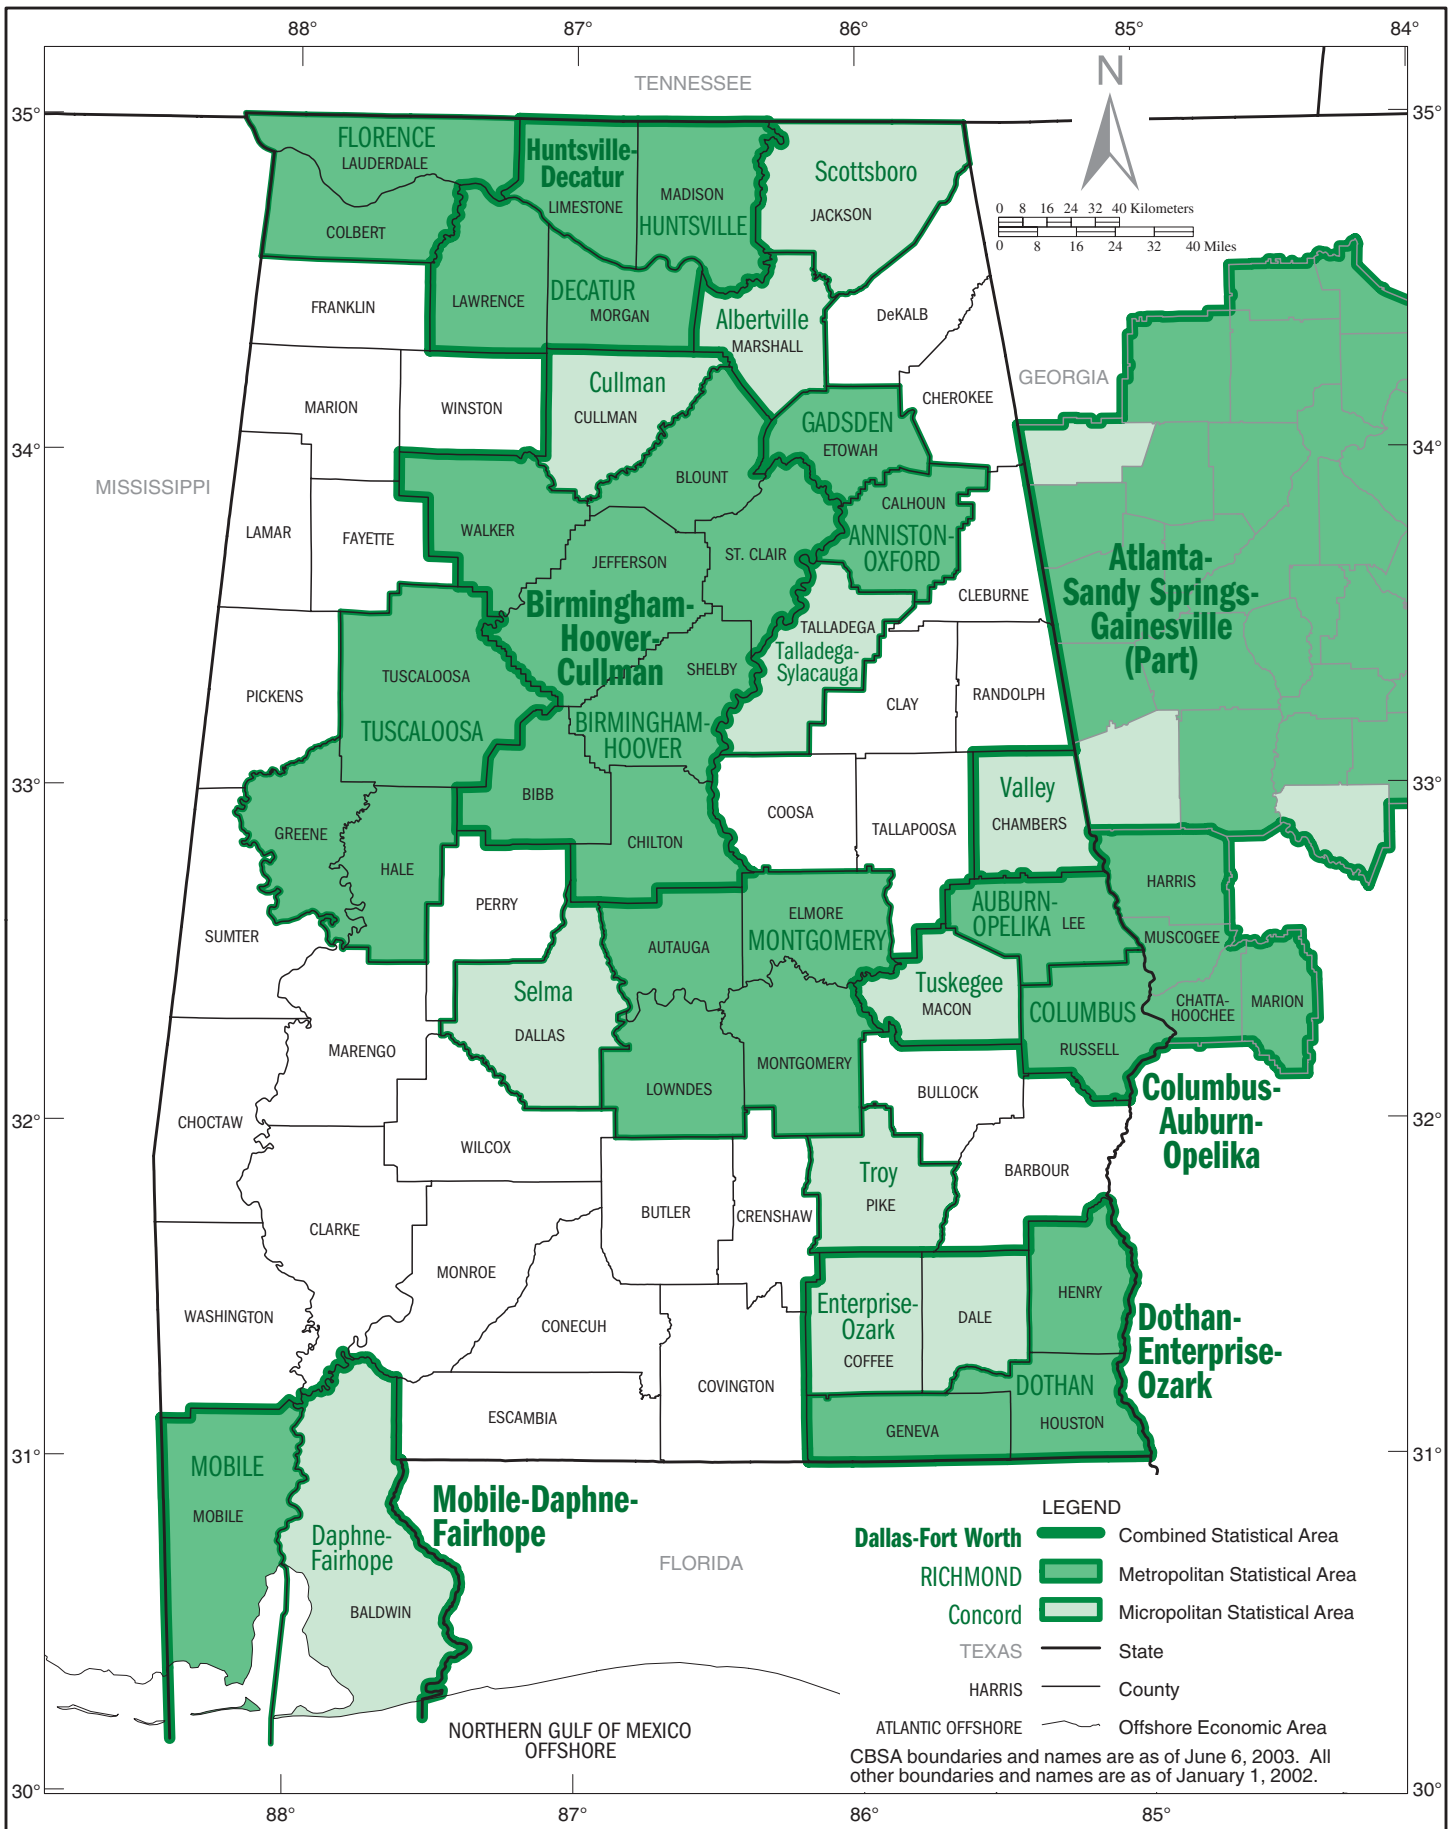 88°
87°
86°
85°
84°
TENNESSEE
N
35°
35°
FLORENCE
LAUDERDALE
Huntsville-
Decatur
LIMESTONE
MADISON
HUNTSVILLE
Scottsboro
JACKSON
0 8 16 24 32 40 Kilometers
0 8 16 24 32 40 Miles
COLBERT
FRANKLIN
LAWRENCE
DECATUR
MORGAN
Albertville
MARSHALL
DeKALB
GEORGIA
MARION
WINSTON
Cullman
CULLMAN
CHEROKEE
GADSDEN
ETOWAH
34°
34°
MISSISSIPPI
BLOUNT
LAMAR
FAYETTE
WALKER
JEFFERSON
ST. CLAIR
CALHOUN
ANNISTON-
OXFORD
Atlanta-
Sandy Springs-
Gainesville
(Part)
CLEBURNE
Birmingham-
Hoover-
Cullman
TALLADEGA
Talladega-
Sylacauga
SHELBY
TUSCALOOSA
TUSCALOOSA
PICKENS
CLAY
RANDOLPH
BIRMINGHAM-
HOOVER
33°
33°
BIBB
COOSA
TALLAPOOSA
Valley
CHAMBERS
GREENE
HALE
CHILTON
HARRIS
PERRY
SUMTER
AUTAUGA
ELMORE
MONTGOMERY
AUBURN-
OPELIKA
LEE
MUSCOGEE
Selma
DALLAS
Tuskegee
MACON
COLUMBUS
RUSSELL
CHATTA-
HOOCHEE
MARION
MARENGO
LOWNDES
MONTGOMERY
BULLOCK
Columbus-
Auburn-
Opelika
32°
32°
CHOCTAW
WILCOX
Troy
PIKE
BARBOUR
CLARKE
BUTLER
CRENSHAW
MONROE
WASHINGTON
CONECUH
Enterprise-
Ozark
COFFEE
DALE
HENRY
Dothan-
Enterprise-
Ozark
COVINGTON
DOTHAN
HOUSTON
ESCAMBIA
GENEVA
31°
31°
MOBILE
MOBILE
Mobile-Daphne-
Fairhope
Daphne-
Fairhope
BALDWIN
FLORIDA
NORTHERN GULF OF MEXICO
OFFSHORE
LEGEND
Dallas-Fort Worth Combined Statistical Area
RICHMOND Metropolitan Statistical Area
Concord Micropolitan Statistical Area
TEXAS State
HARRIS County
ATLANTIC OFFSHORE Offshore Economic Area
CBSA boundaries and names are as of June 6, 2003. All
other boundaries and names are as of January 1, 2002.
30°
30°
88°
87°
86°
85°